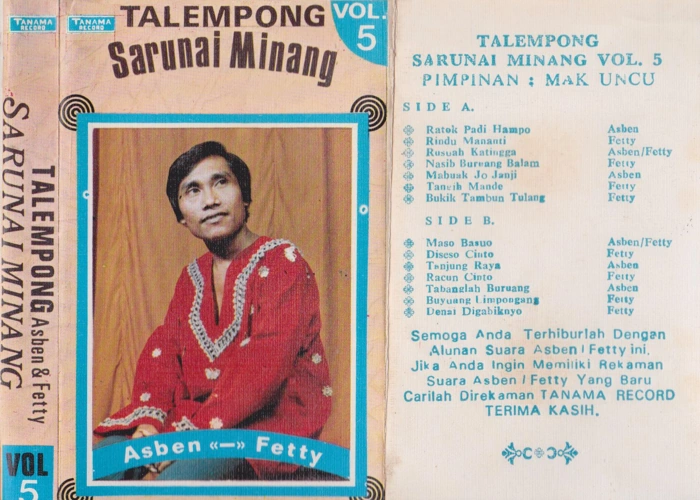 TANAMA
RECORD
TALEMPONG Asben & Fetty
SARUNAI MINANG
VOL
5
TANAMA
RECORD
TALEMPONG
Sarunai Minang
VOL.
5
Asben «—» Fetty
TALEMPONG
SARUNAI MINANG VOL. 5
PIMPINAN : MAK UNCU
SIDE A.
Ratok Padi Hampo Asben
Rindu Mananti Fetty
Rusuah Katingga Asben/Fetty
Nasib Buruang Balam Fetty
Mabuak Jo Janji Asben
Tangih Mande Fetty
Bukik Tambun Tulang Fetty
SIDE B.
Maso Basuo Asben/Fetty
Diseso Cinto Fetty
Tanjung Raya Asben
Racun Cinto Fetty
Tabanglah Buruang Asben
Buyuang Limpongang Fetty
Denai Digabiknyo Fetty
Semoga Anda Terhiburlah Dengan
Alunan Suara Asben / Fetty ini.
Jika Anda Ingin Memiliki Rekaman
Suara Asben / Fetty Yang Baru
Carilah Direkaman TANAMA RECORD
TERIMA KASIH.